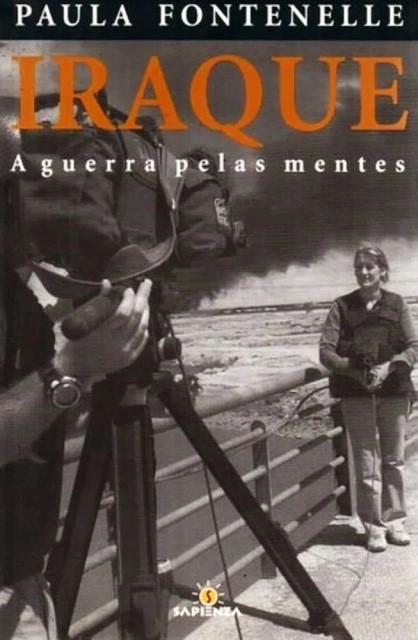 PAULA FONTENELLE
IRAQUE
A guerra pelas mentes
S
SAPIENZA